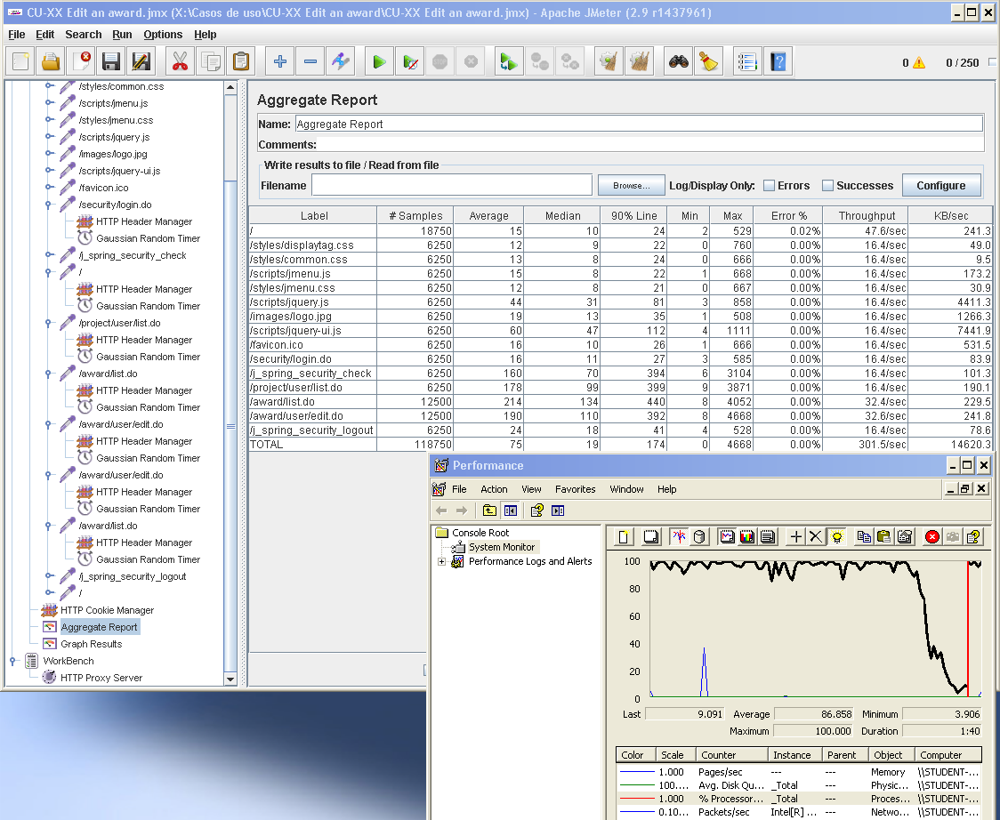 CU-XX Edit an award.jmx (X:\Casos de uso\CU-XX Edit an award\CU-XX Edit an award.jmx) - Apache JMeter (2.9 r1437961)
File Edit Search Run Options Help
0 0 / 250
/styles/common.css
/scripts/jmenu.js
/styles/jmenu.css
/scripts/jquery.js
/images/logo.jpg
/scripts/jquery-ui.js
/favicon.ico
/security/login.do
HTTP Header Manager
Gaussian Random Timer
/j_spring_security_check
/
HTTP Header Manager
Gaussian Random Timer
/project/user/list.do
HTTP Header Manager
Gaussian Random Timer
/award/list.do
HTTP Header Manager
Gaussian Random Timer
/award/user/edit.do
HTTP Header Manager
Gaussian Random Timer
/award/user/edit.do
HTTP Header Manager
Gaussian Random Timer
/award/list.do
HTTP Header Manager
Gaussian Random Timer
/j_spring_security_logout
/
HTTP Cookie Manager
Aggregate Report
Graph Results
WorkBench
HTTP Proxy Server
Aggregate Report
Name: Aggregate Report
Comments:
Write results to file / Read from file
Filename Browse... Log/Display Only: Errors Successes Configure
Label # Samples Average Median 90% Line Min Max Error % Throughput KB/sec
/ 18750 15 10 24 2 529 0.02% 47.6/sec 241.3
/styles/displaytag.css 6250 12 9 22 0 760 0.00% 16.4/sec 49.0
/styles/common.css 6250 13 8 24 0 666 0.00% 16.4/sec 9.5
/scripts/jmenu.js 6250 15 8 22 1 668 0.00% 16.4/sec 173.2
/styles/jmenu.css 6250 12 8 21 0 667 0.00% 16.4/sec 30.9
/scripts/jquery.js 6250 44 31 81 3 858 0.00% 16.4/sec 4411.3
/images/logo.jpg 6250 19 13 35 1 508 0.00% 16.4/sec 1266.3
/scripts/jquery-ui.js 6250 60 47 112 4 1111 0.00% 16.4/sec 7441.9
/favicon.ico 6250 16 10 26 1 666 0.00% 16.4/sec 531.5
/security/login.do 6250 16 11 27 3 585 0.00% 16.4/sec 83.9
/j_spring_security_check 6250 160 70 394 6 3104 0.00% 16.4/sec 101.3
/project/user/list.do 6250 178 99 399 9 3871 0.00% 16.4/sec 190.1
/award/list.do 12500 214 134 440 8 4052 0.00% 32.4/sec 229.5
/award/user/edit.do 12500 190 110 392 8 4668 0.00% 32.6/sec 241.8
/j_spring_security_logout 6250 24 18 41 4 528 0.00% 16.4/sec 78.6
TOTAL 118750 75 19 174 0 4668 0.00% 301.5/sec 14620.3
Performance
File Action View Favorites Window Help
Console Root
System Monitor
Performance Logs and Alerts
100
80
60
40
20
0
Last 9.091 Average 86.858 Minimum 3.906
Maximum 100.000 Duration 1:40
Color Scale Counter Instance Parent Object Computer
1.000 Pages/sec --- --- Memory \\STUDENT-...
100.... Avg. Disk Qu... _Total --- Physic... \\STUDENT-...
1.000 % Processor... _Total --- Proces... \\STUDENT-...
0.10... Packets/sec Intel[R] ... --- Netwo... \\STUDENT-...